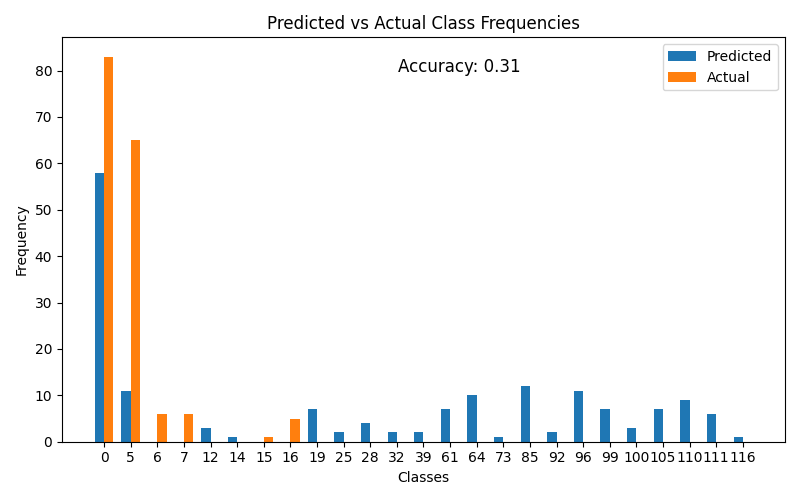 Predicted vs Actual Class Frequencies
Accuracy: 0.31
Predicted
Actual
Frequency
80
70
60
50
40
30
20
10
0
0 5 6 7 12 14 15 16 19 25 28 32 39 61 64 73 85 92 96 99 100 105 110 111 116
Classes